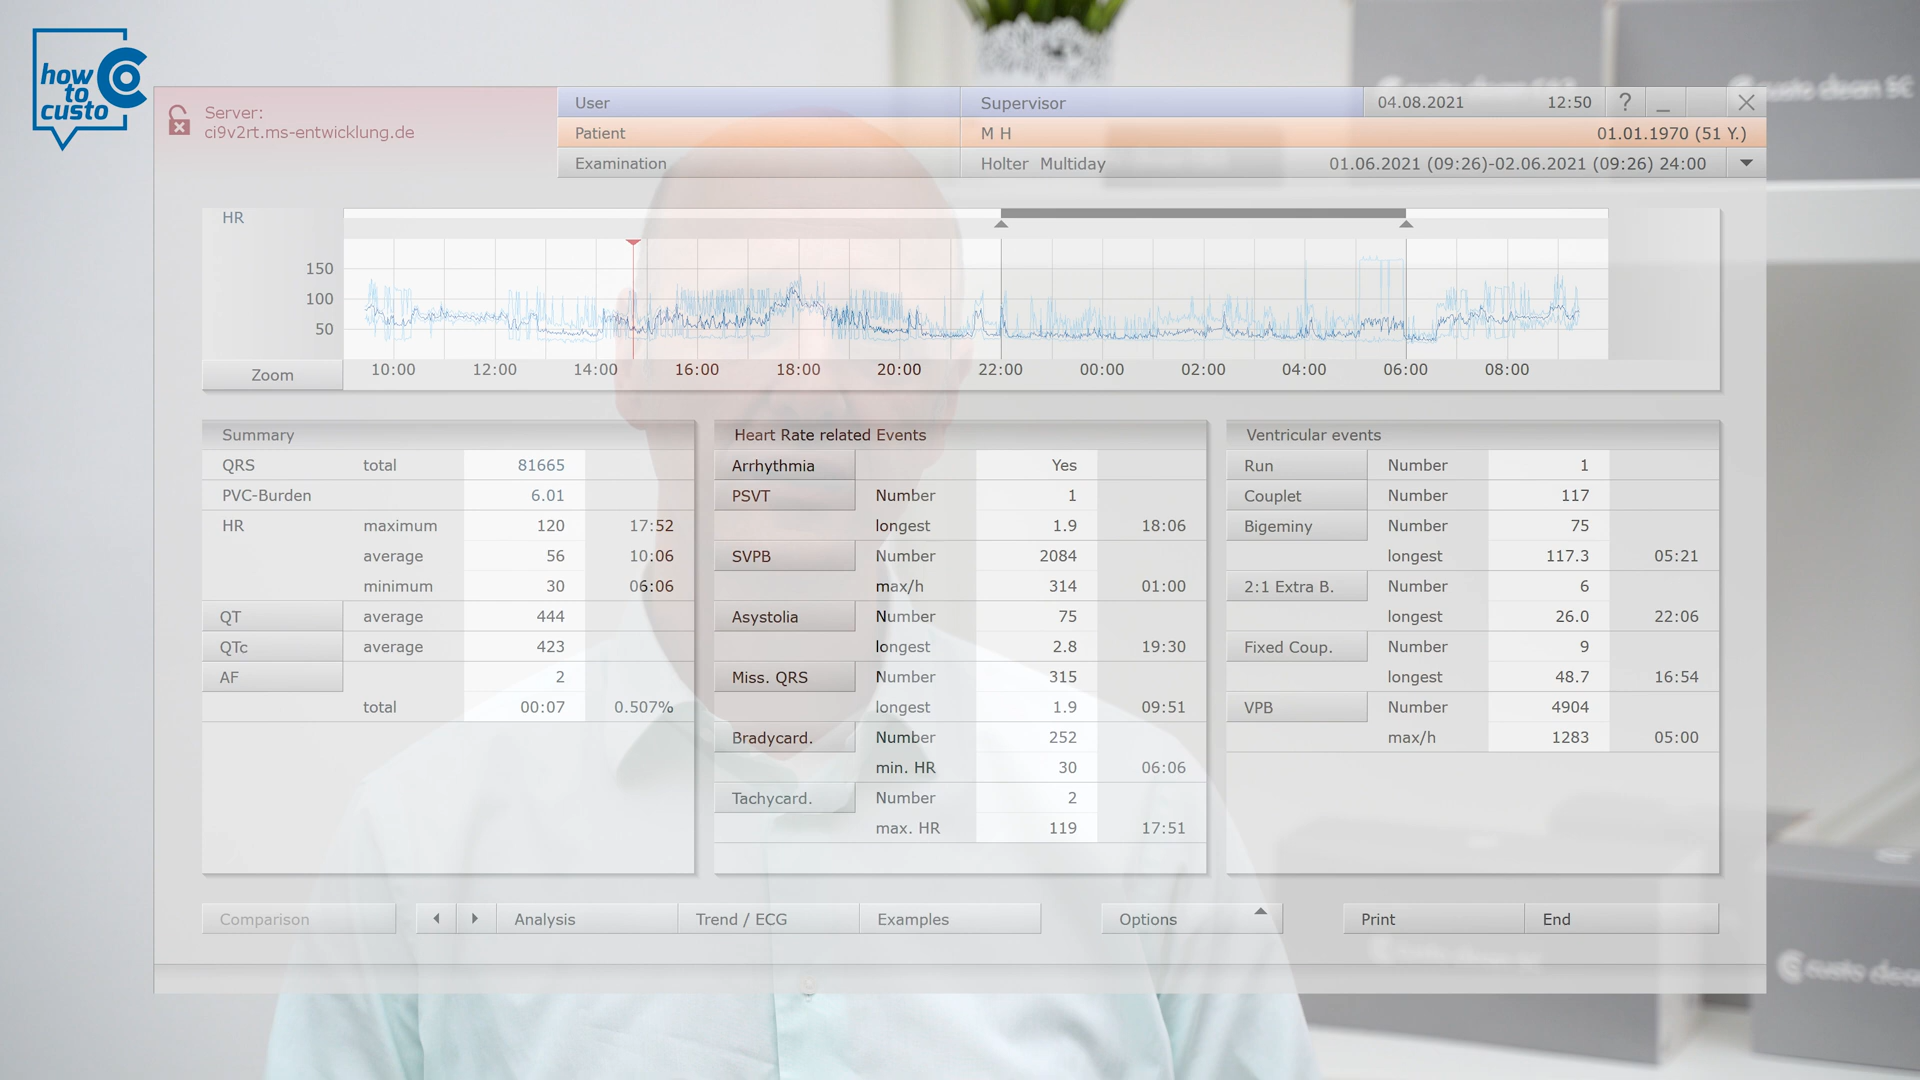 how
to
custo
Server:
ci9v2rt.ms-entwicklung.de
User Supervisor 04.08.2021 12:50 ? _
Patient M H 01.01.1970 (51 Y.)
Examination Holter Multiday 01.06.2021 (09:26)-02.06.2021 (09:26) 24:00
HR
150
100
50
10:00 12:00 14:00 16:00 18:00 20:00 22:00 00:00 02:00 04:00 06:00 08:00
Zoom
Summary
QRS total 81665
PVC-Burden 6.01
HR maximum 120 17:52
average 56 10:06
minimum 30 06:06
QT average 444
QTc average 423
AF 2
total 00:07 0.507%
Heart Rate related Events
Arrhythmia Yes
PSVT Number 1
longest 1.9 18:06
SVPB Number 2084
max/h 314 01:00
Asystolia Number 75
longest 2.8 19:30
Miss. QRS Number 315
longest 1.9 09:51
Bradycard. Number 252
min. HR 30 06:06
Tachycard. Number 2
max. HR 119 17:51
Ventricular events
Run Number 1
Couplet Number 117
Bigeminy Number 75
longest 117.3 05:21
2:1 Extra B. Number 6
longest 26.0 22:06
Fixed Coup. Number 9
longest 48.7 16:54
VPB Number 4904
max/h 1283 05:00
Comparison Analysis Trend / ECG Examples Options Print End